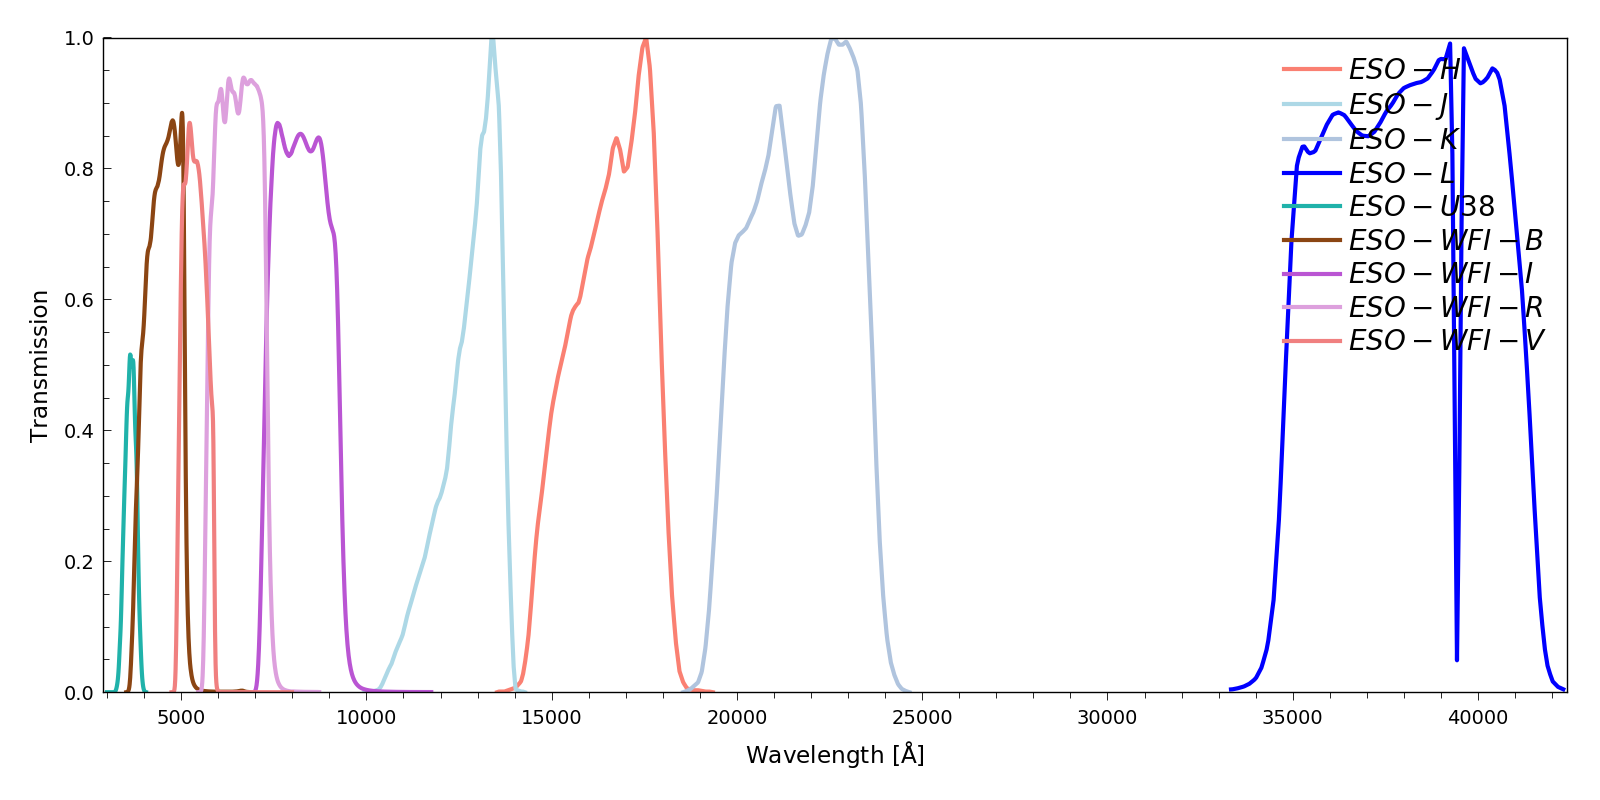 1.0
0.8
0.6
0.4
0.2
0.0
Transmission
ESO − H
ESO − J
ESO − K
ESO − L
ESO − U38
ESO − WFI − B
ESO − WFI − I
ESO − WFI − R
ESO − WFI − V
5000 10000 15000 20000 25000 30000 35000 40000
Wavelength [Å]